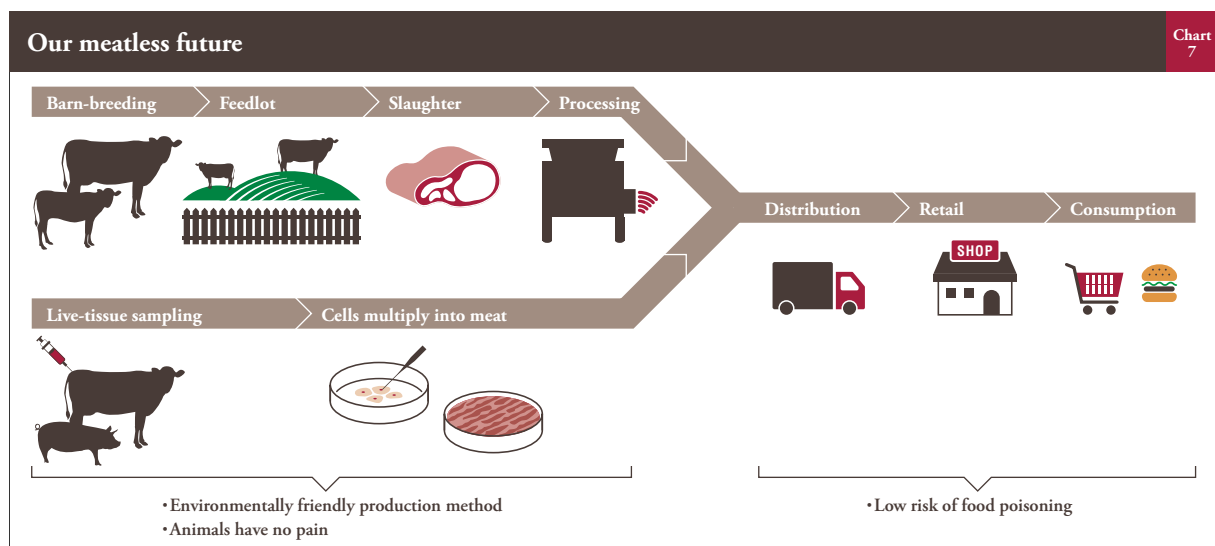 Our meatless future
Chart
7
Barn-breeding
Feedlot
Slaughter
Processing
Distribution
Retail
Consumption
SHOP
Live-tissue sampling
Cells multiply into meat
・Environmentally friendly production method
・Animals have no pain
・Low risk of food poisoning